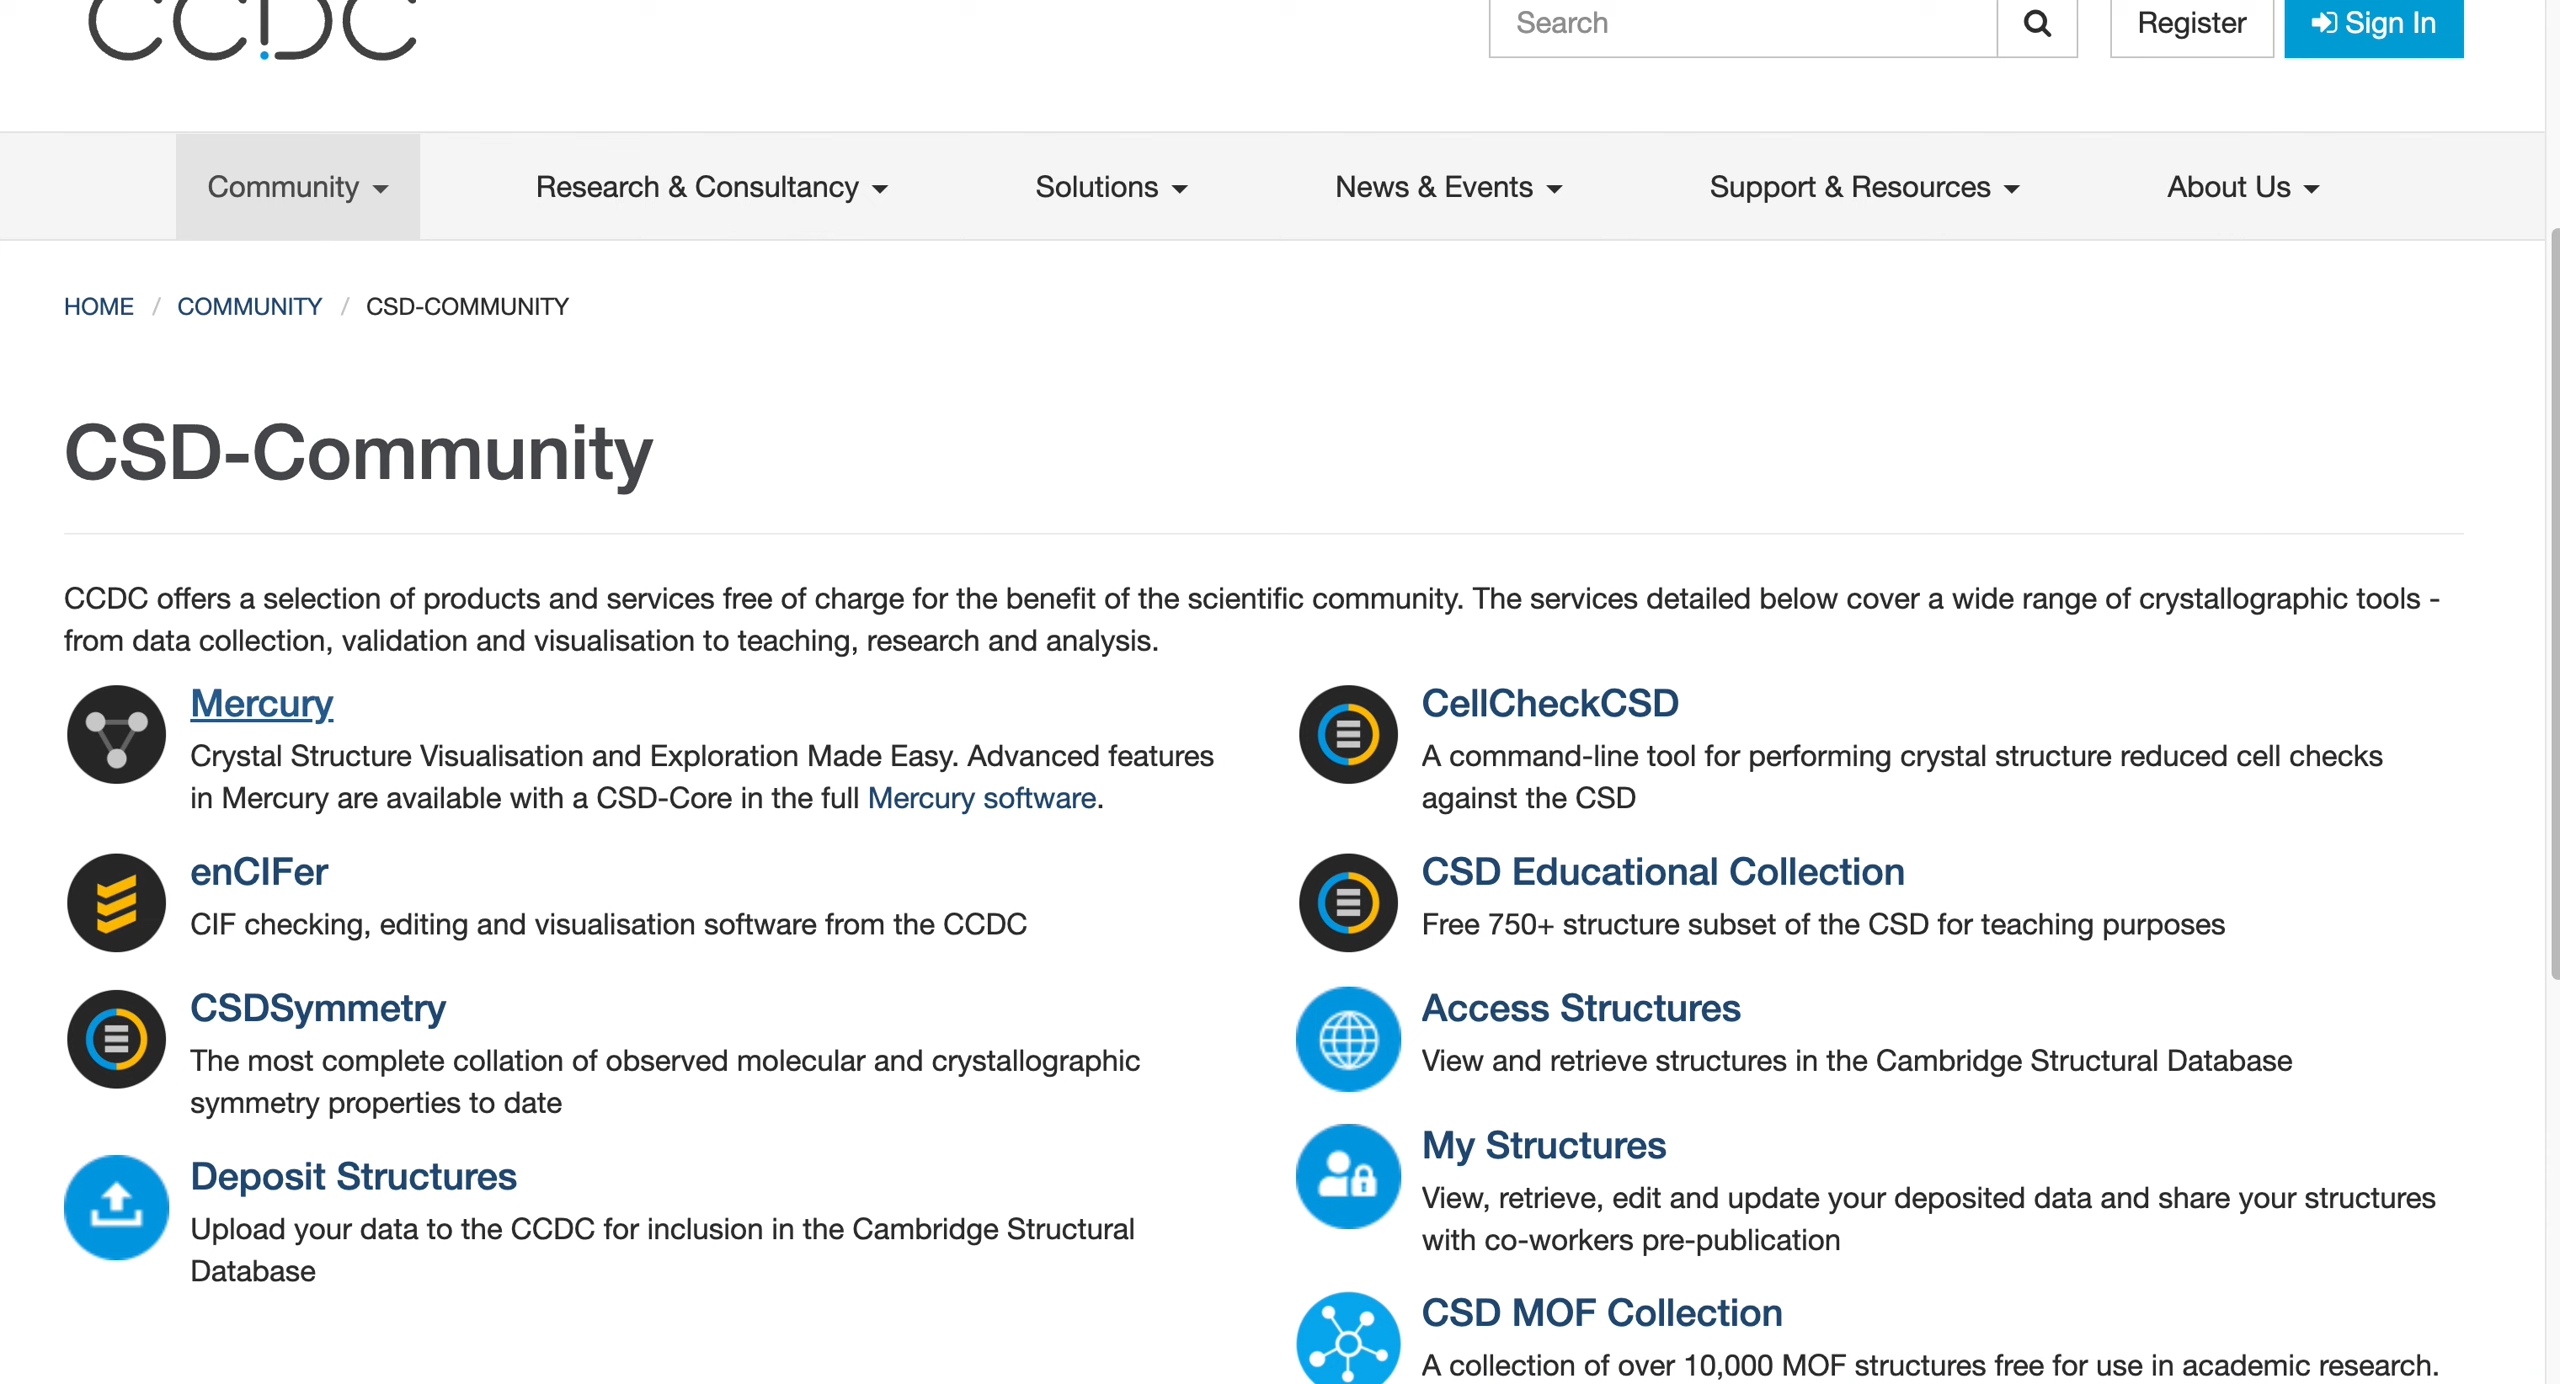 CCDC
Search
Register
Sign In
Community
Research & Consultancy
Solutions
News & Events
Support & Resources
About Us
HOME / COMMUNITY / CSD-COMMUNITY
CSD-Community
CCDC offers a selection of products and services free of charge for the benefit of the scientific community. The services detailed below cover a wide range of crystallographic tools -
from data collection, validation and visualisation to teaching, research and analysis.
Mercury
Crystal Structure Visualisation and Exploration Made Easy. Advanced features
in Mercury are available with a CSD-Core in the full Mercury software.
enCIFer
CIF checking, editing and visualisation software from the CCDC
CSDSymmetry
The most complete collation of observed molecular and crystallographic
symmetry properties to date
Deposit Structures
Upload your data to the CCDC for inclusion in the Cambridge Structural
Database
CellCheckCSD
A command-line tool for performing crystal structure reduced cell checks
against the CSD
CSD Educational Collection
Free 750+ structure subset of the CSD for teaching purposes
Access Structures
View and retrieve structures in the Cambridge Structural Database
My Structures
View, retrieve, edit and update your deposited data and share your structures
with co-workers pre-publication
CSD MOF Collection
A collection of over 10,000 MOF structures free for use in academic research.